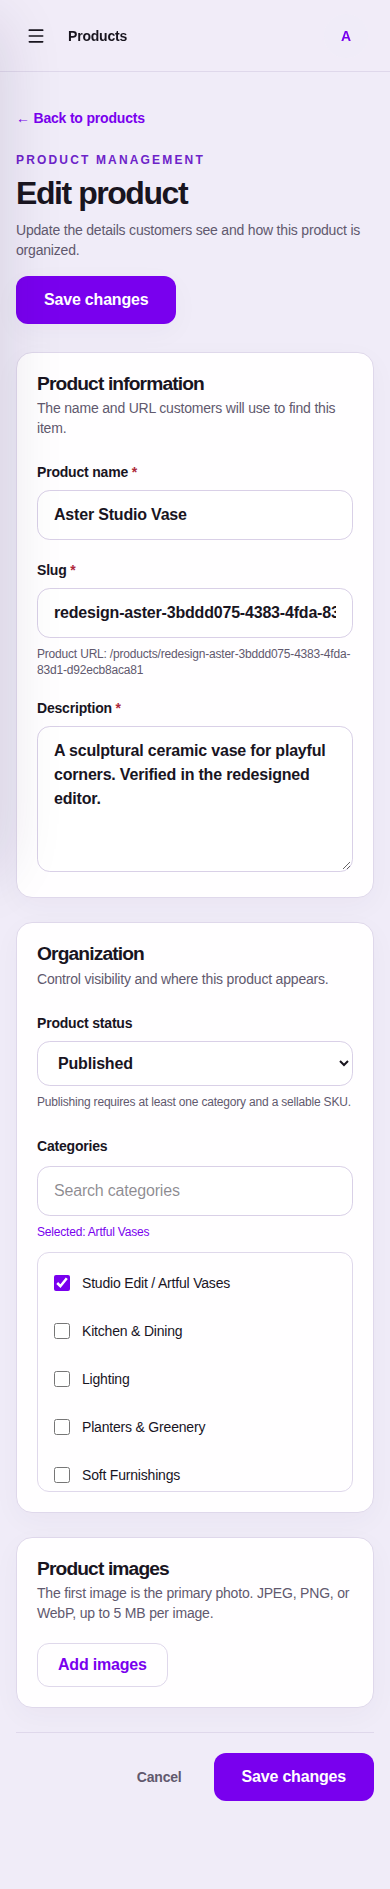 ☰ Products A
← Back to products
PRODUCT MANAGEMENT
Edit product
Update the details customers see and how this product is
organized.
Save changes
Product information
The name and URL customers will use to find this
item.
Product name *
Aster Studio Vase
Slug *
redesign-aster-3bddd075-4383-4fda-83
Product URL: /products/redesign-aster-3bddd075-4383-4fda-
83d1-d92ecb8aca81
Description *
A sculptural ceramic vase for playful
corners. Verified in the redesigned
editor.
Organization
Control visibility and where this product appears.
Product status
Published
Publishing requires at least one category and a sellable SKU.
Categories
Search categories
Selected: Artful Vases
Studio Edit / Artful Vases
Kitchen & Dining
Lighting
Planters & Greenery
Soft Furnishings
Product images
The first image is the primary photo. JPEG, PNG, or
WebP, up to 5 MB per image.
Add images
Cancel Save changes